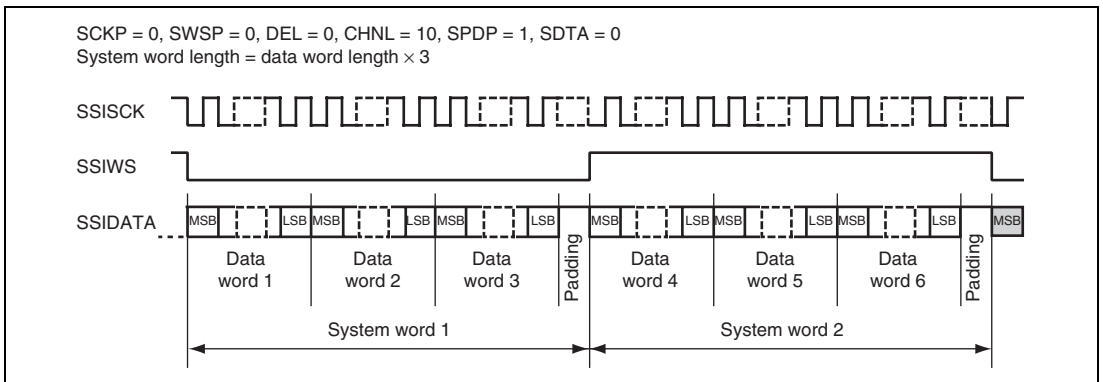 SCKP = 0, SWSP = 0, DEL = 0, CHNL = 10, SPDP = 1, SDTA = 0
System word length = data word length × 3
SSISCK
SSIWS
SSIDATA
MSB LSB MSB LSB MSB LSB MSB LSB MSB LSB MSB LSB MSB
Data word 1
Data word 2
Data word 3
Padding
Data word 4
Data word 5
Data word 6
Padding
System word 1
System word 2